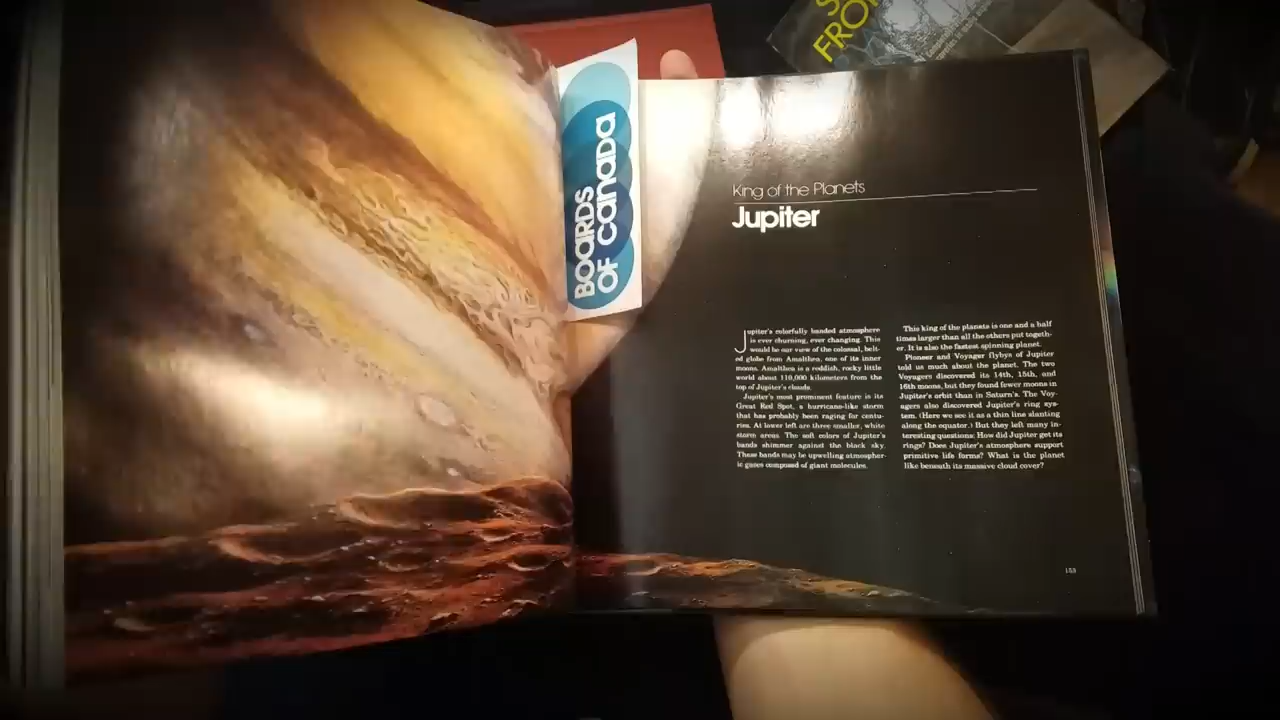 S
FROM
BOARDS
OF CANADA
King of the Planets
Jupiter
Jupiter's colorfully banded atmosphere
is ever churning, ever changing. This
would be our view of the colossal, belt-
ed globe from Amalthea, one of its inner
moons. Amalthea is a reddish, rocky little
world about 110,000 kilometers from the
top of Jupiter's clouds.
Jupiter's most prominent feature is its
Great Red Spot, a hurricane-like storm
that has probably been raging for centu-
ries. At lower left are three smaller, white
storm areas. The soft colors of Jupiter's
bands shimmer against the black sky.
These bands may be upwelling atmospher-
ic gases composed of giant molecules.
This king of the planets is one and a half
times larger than all the others put togeth-
er. It is also the fastest spinning planet.
Pioneer and Voyager flybys of Jupiter
told us much about the planet. The two
Voyagers discovered its 14th, 15th, and
16th moons, but they found fewer moons in
Jupiter's orbit than in Saturn's. The Voy-
agers also discovered Jupiter's ring sys-
tem. (Here we see it as a thin line slanting
along the equator.) But they left many in-
teresting questions: How did Jupiter get its
rings? Does Jupiter's atmosphere support
primitive life forms? What is the planet
like beneath its massive cloud cover?
153